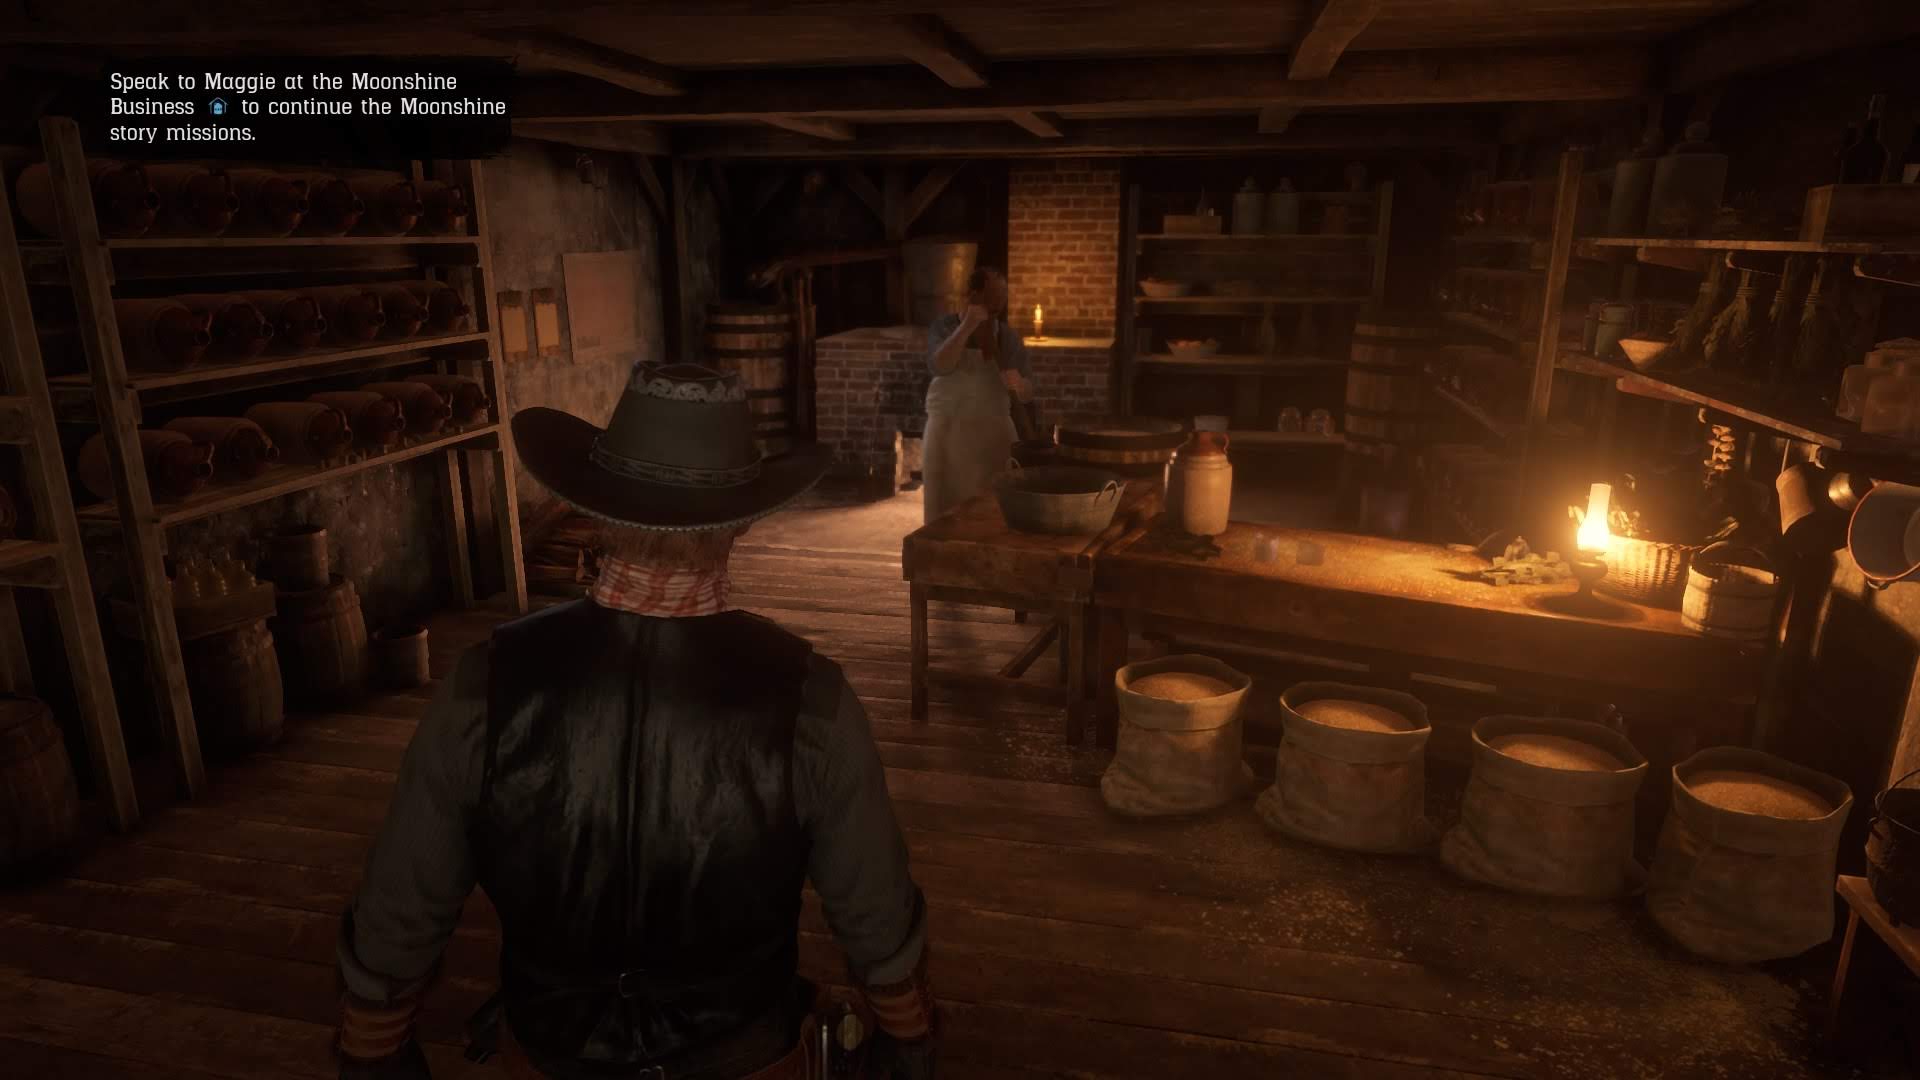 Speak to Maggie at the Moonshine
Business to continue the Moonshine
story missions.